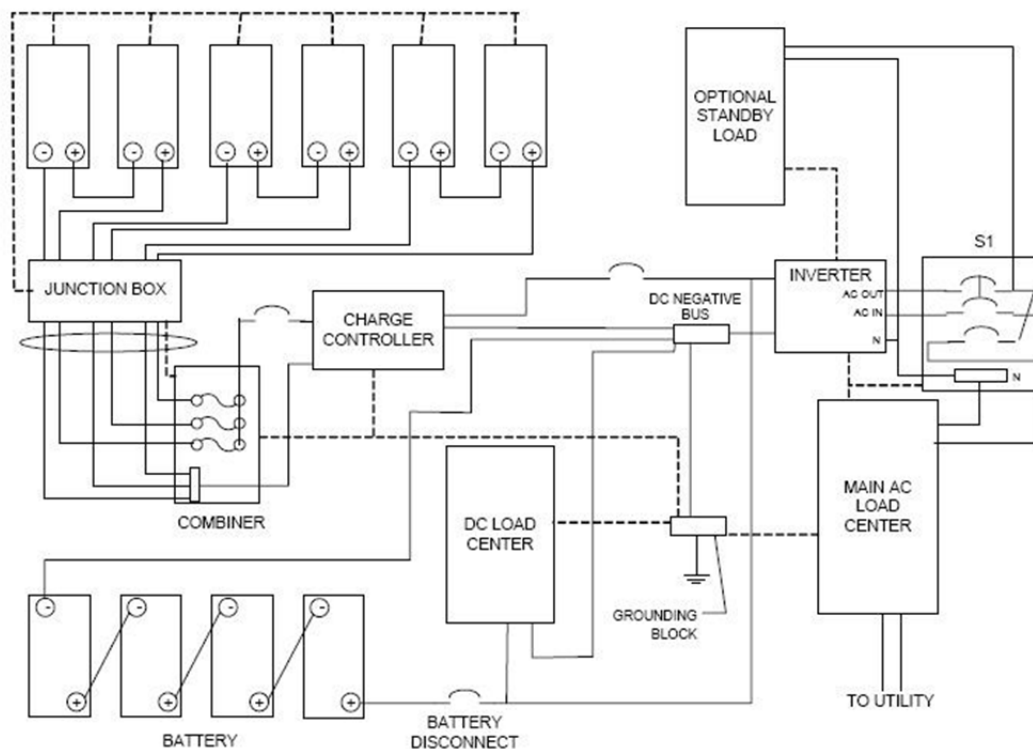 - + - + - + - + - + - +
OPTIONAL
STANDBY
LOAD
S1
JUNCTION BOX
CHARGE
CONTROLLER
DC NEGATIVE
BUS
INVERTER
AC OUT
AC IN
N
N
COMBINER
DC LOAD
CENTER
MAIN AC
LOAD
CENTER
GROUNDING
BLOCK
- - - -
+ + + +
BATTERY
BATTERY
DISCONNECT
TO UTILITY